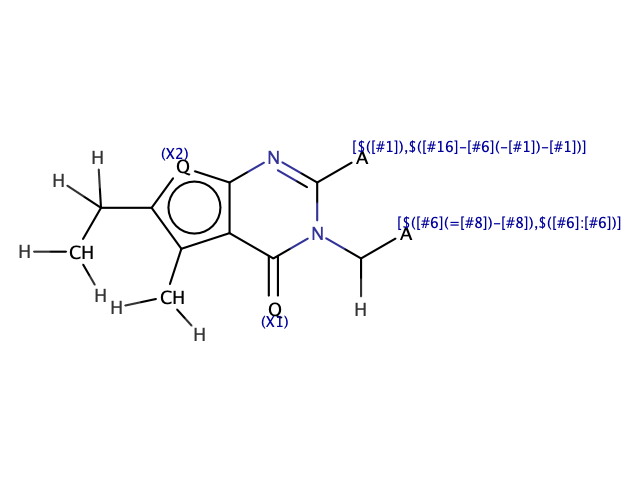 [$([#1]),$([#16]-[#6](-[#1])-[#1])]
(X2)
H
Q
N
A
H
[$([#6](=[#8])-[#8]),$([#6]:[#6])]
N
A
H
CH
H
H
CH
H
Q
H
(X1)
H